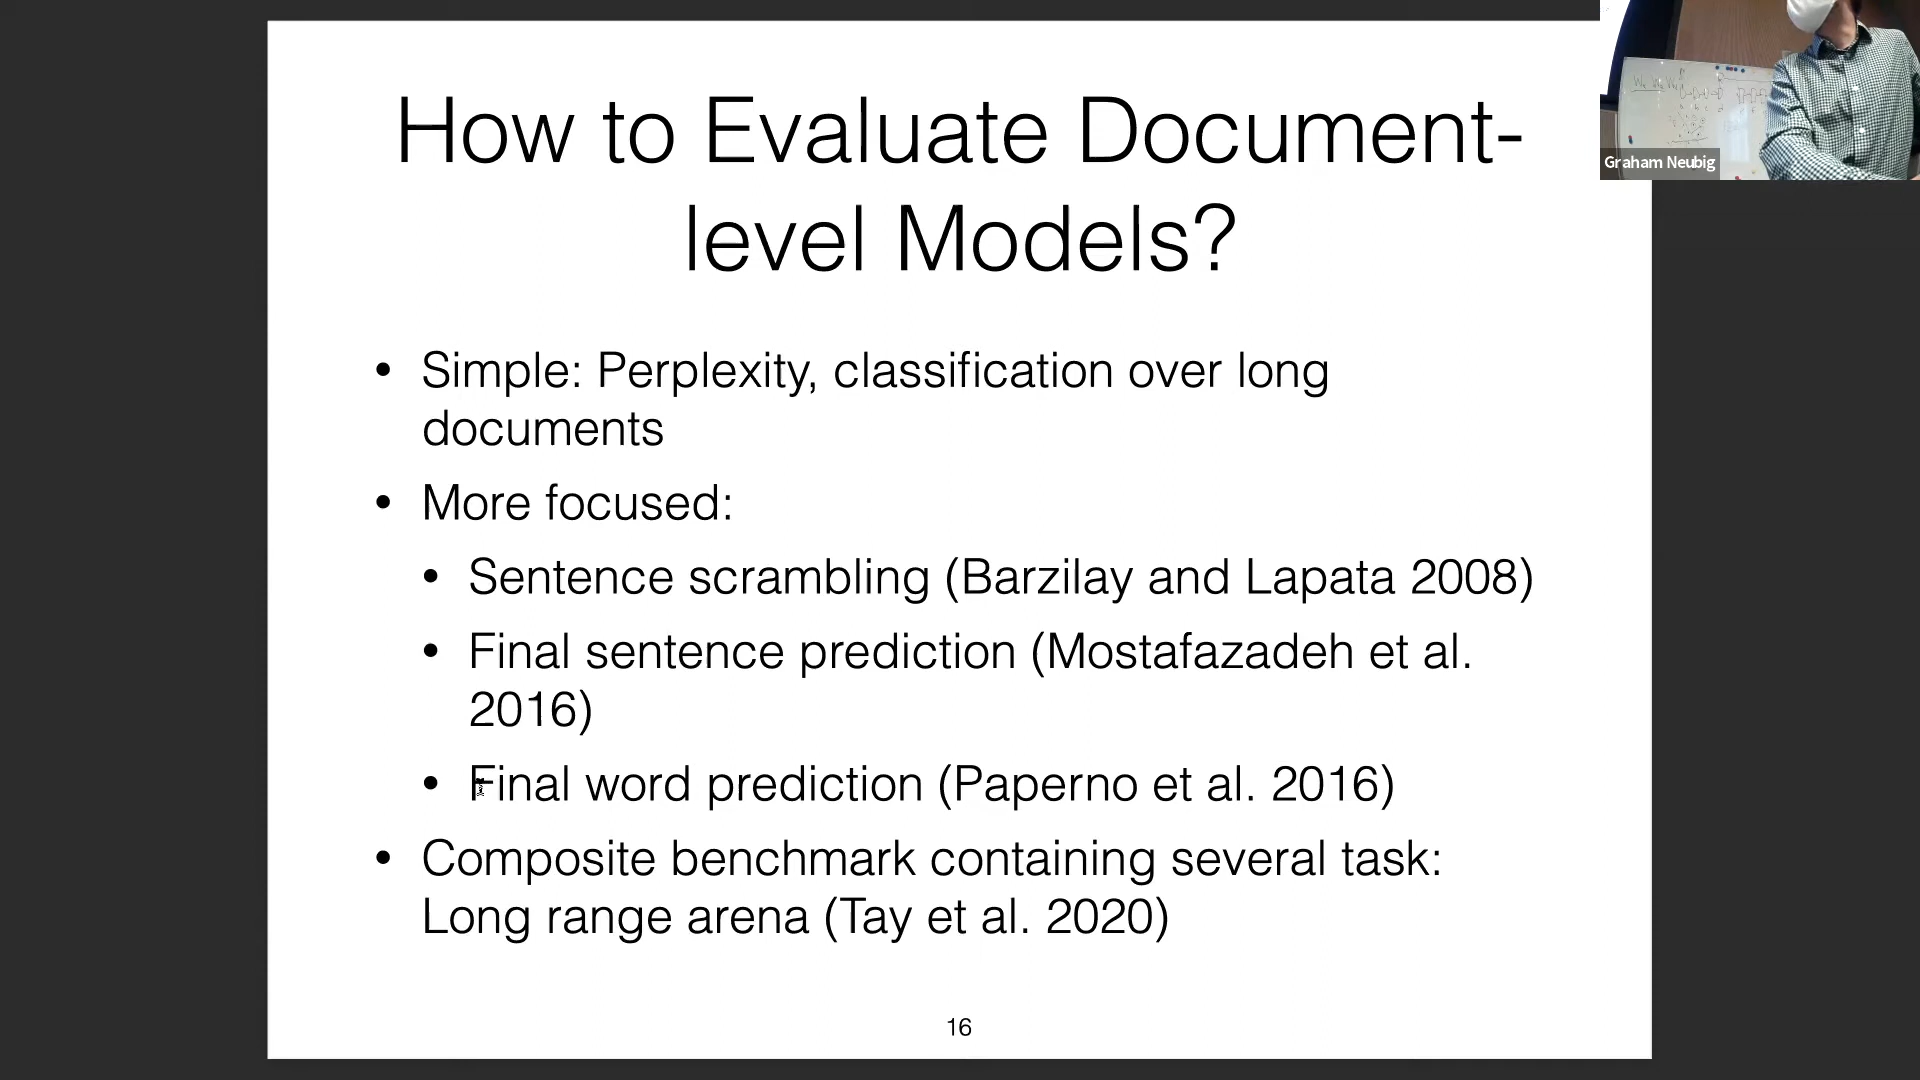 How to Evaluate Document-
level Models?
• Simple: Perplexity, classification over long
documents
• More focused:
• Sentence scrambling (Barzilay and Lapata 2008)
• Final sentence prediction (Mostafazadeh et al.
2016)
• Final word prediction (Paperno et al. 2016)
• Composite benchmark containing several task:
Long range arena (Tay et al. 2020)
16
Graham Neubig